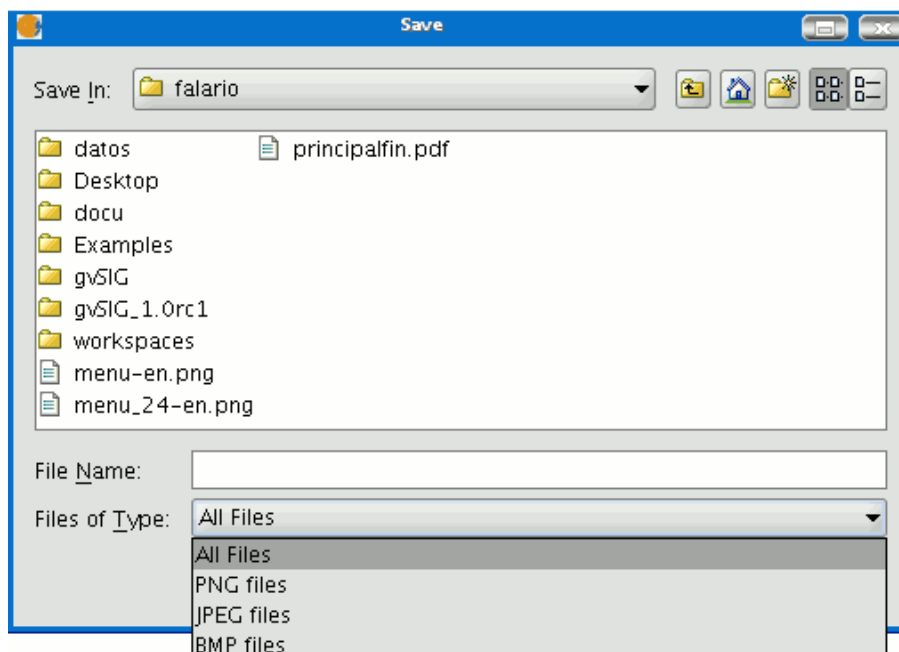 Save
Save In: falario
datos
Desktop
docu
Examples
gvSIG
gvSIG_1.0rc1
workspaces
menu-en.png
menu_24-en.png
principalfin.pdf
File Name:
Files of Type: All Files
All Files
PNG files
JPEG files
BMP files